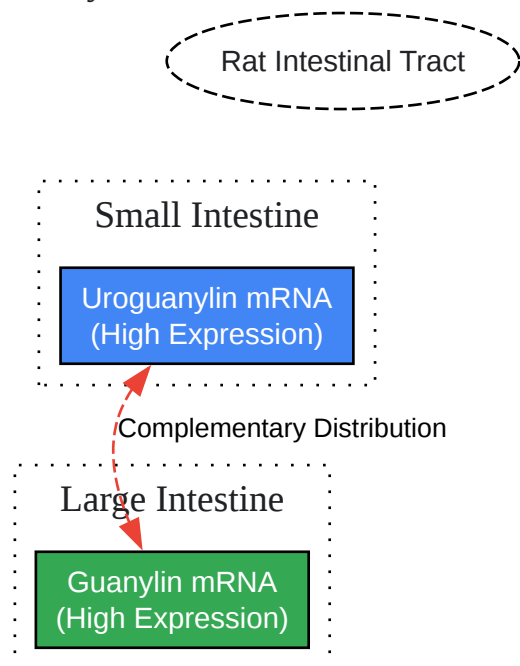 Rat Intestinal Tract
Small Intestine
Uroguanylin mRNA
(High Expression)
Complementary Distribution
Large Intestine
Guanylin mRNA
(High Expression)